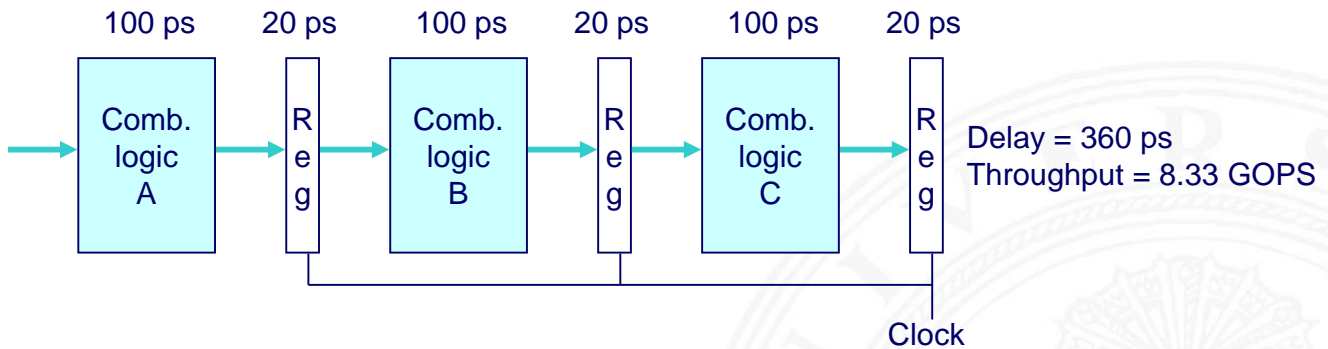 100 ps 20 ps 100 ps 20 ps 100 ps 20 ps
Comb.
logic
A
R
e
g
Comb.
logic
B
R
e
g
Comb.
logic
C
R
e
g
Delay = 360 ps
Throughput = 8.33 GOPS
Clock